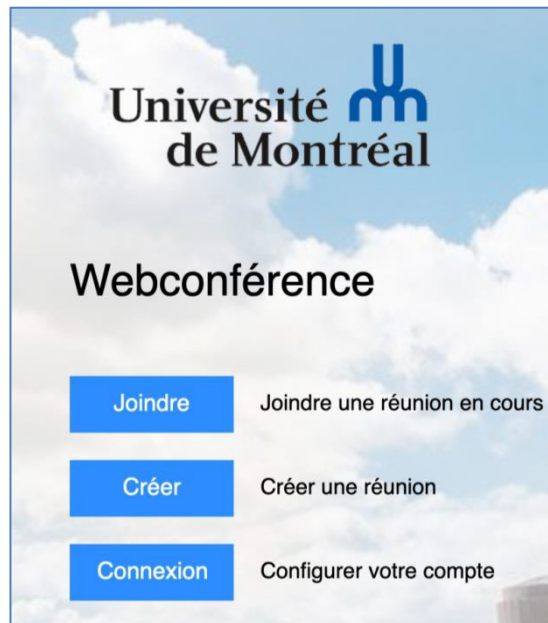 Université
de Montréal
Webconférence
Joindre Joindre une réunion en cours
Créer Créer une réunion
Connexion Configurer votre compte